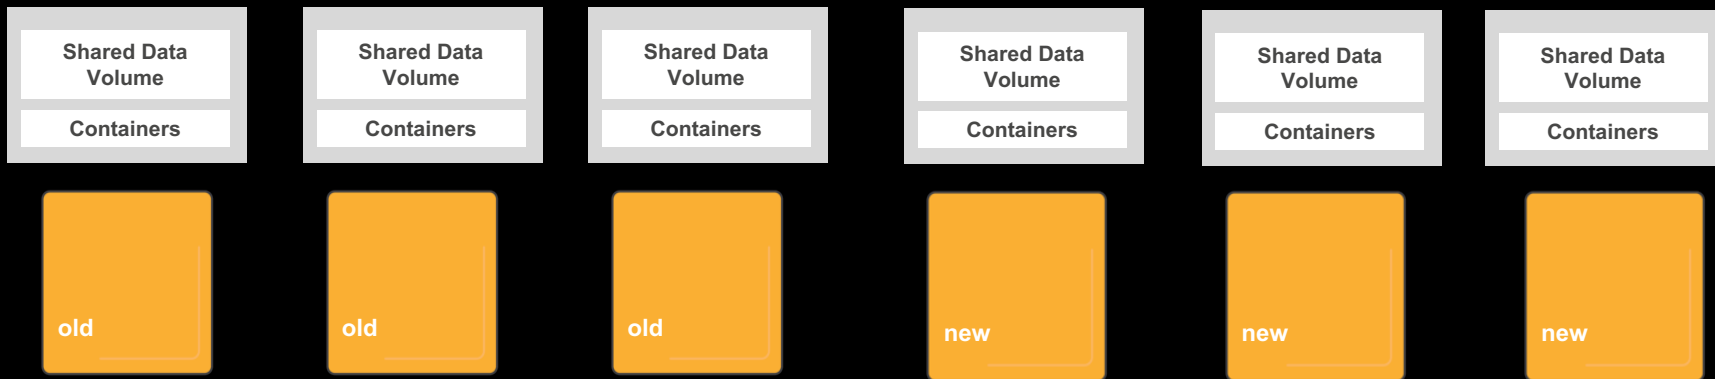 Shared Data
Volume
Containers
Shared Data
Volume
Containers
Shared Data
Volume
Containers
Shared Data
Volume
Containers
Shared Data
Volume
Containers
Shared Data
Volume
Containers
old
old
old
new
new
new